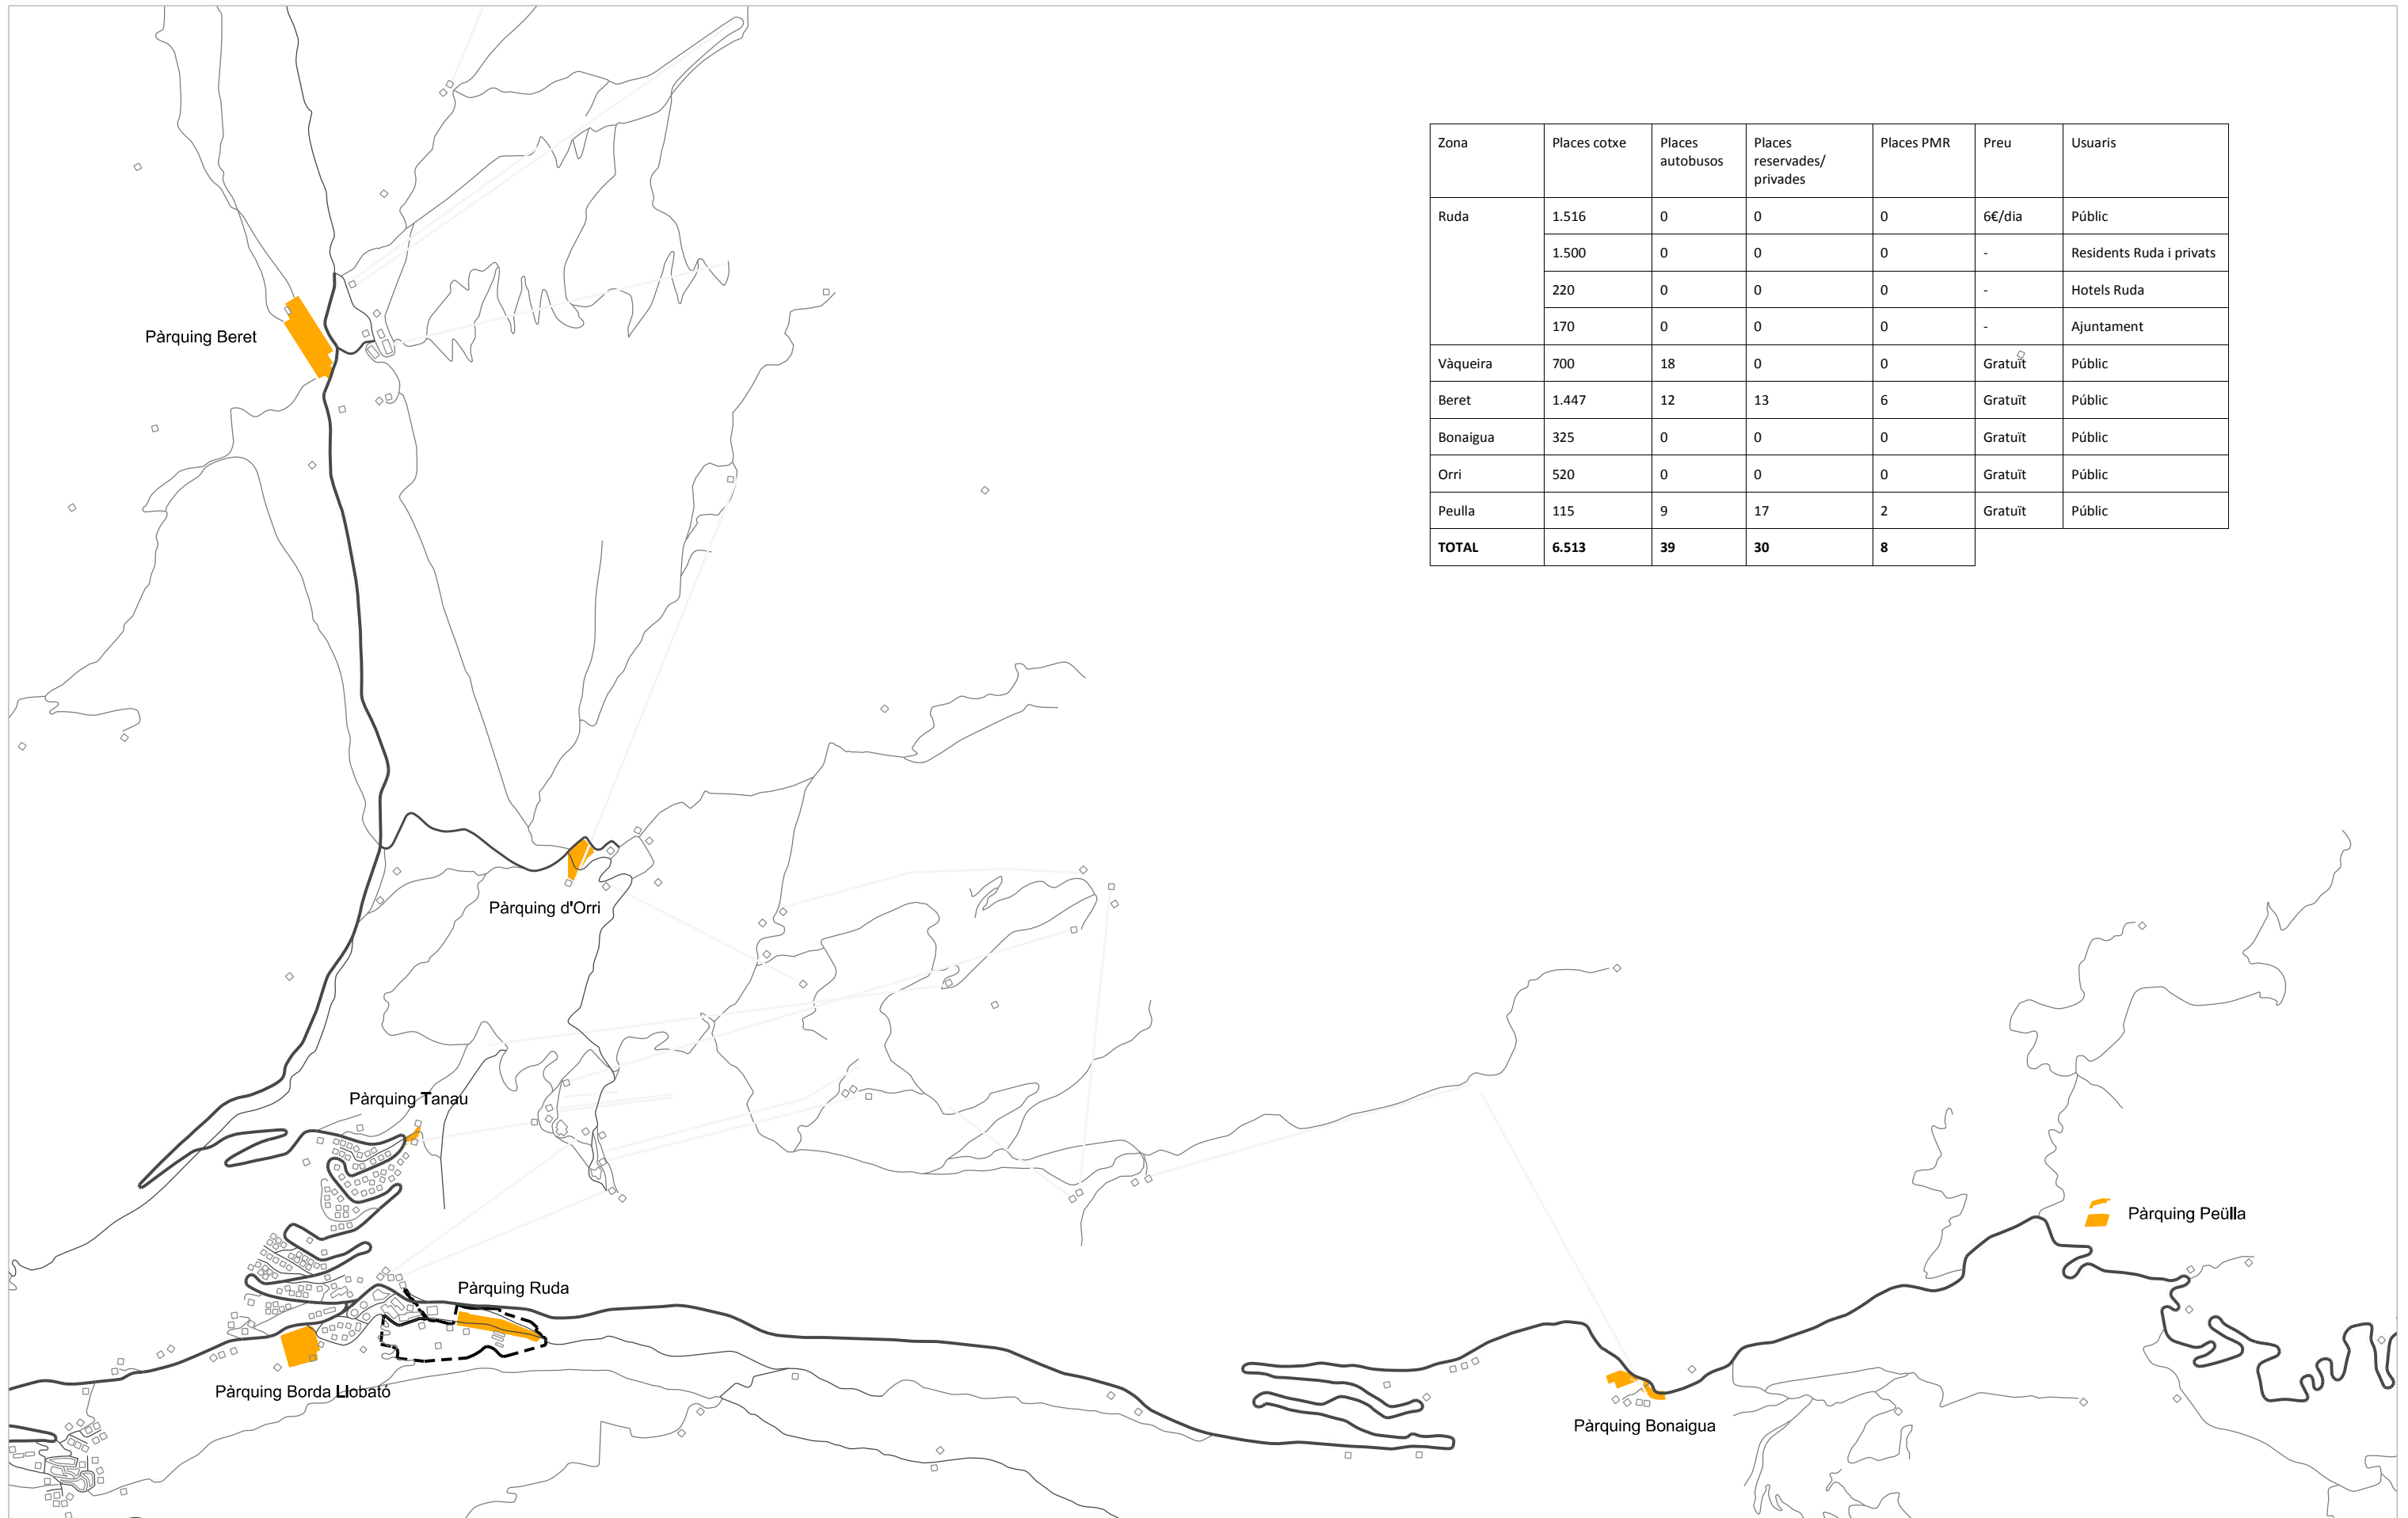 Zona Places cotxe Places autobusos Places reservades/ privades Places PMR Preu Usuaris
Ruda 1.516 0 0 0 6€/dia Públic
1.500 0 0 0 - Residents Ruda i privats
220 0 0 0 - Hotels Ruda
170 0 0 0 - Ajuntament
Vàqueira 700 18 0 0 Gratuït Públic
Beret 1.447 12 13 6 Gratuït Públic
Bonaigua 325 0 0 0 Gratuït Públic
Orri 520 0 0 0 Gratuït Públic
Peulla 115 9 17 2 Gratuït Públic
TOTAL 6.513 39 30 8
Pàrquing Beret
Pàrquing d'Orri
Pàrquing Tanau
Pàrquing Peülla
Pàrquing Ruda
Pàrquing Borda Llobató
Pàrquing Bonaigua